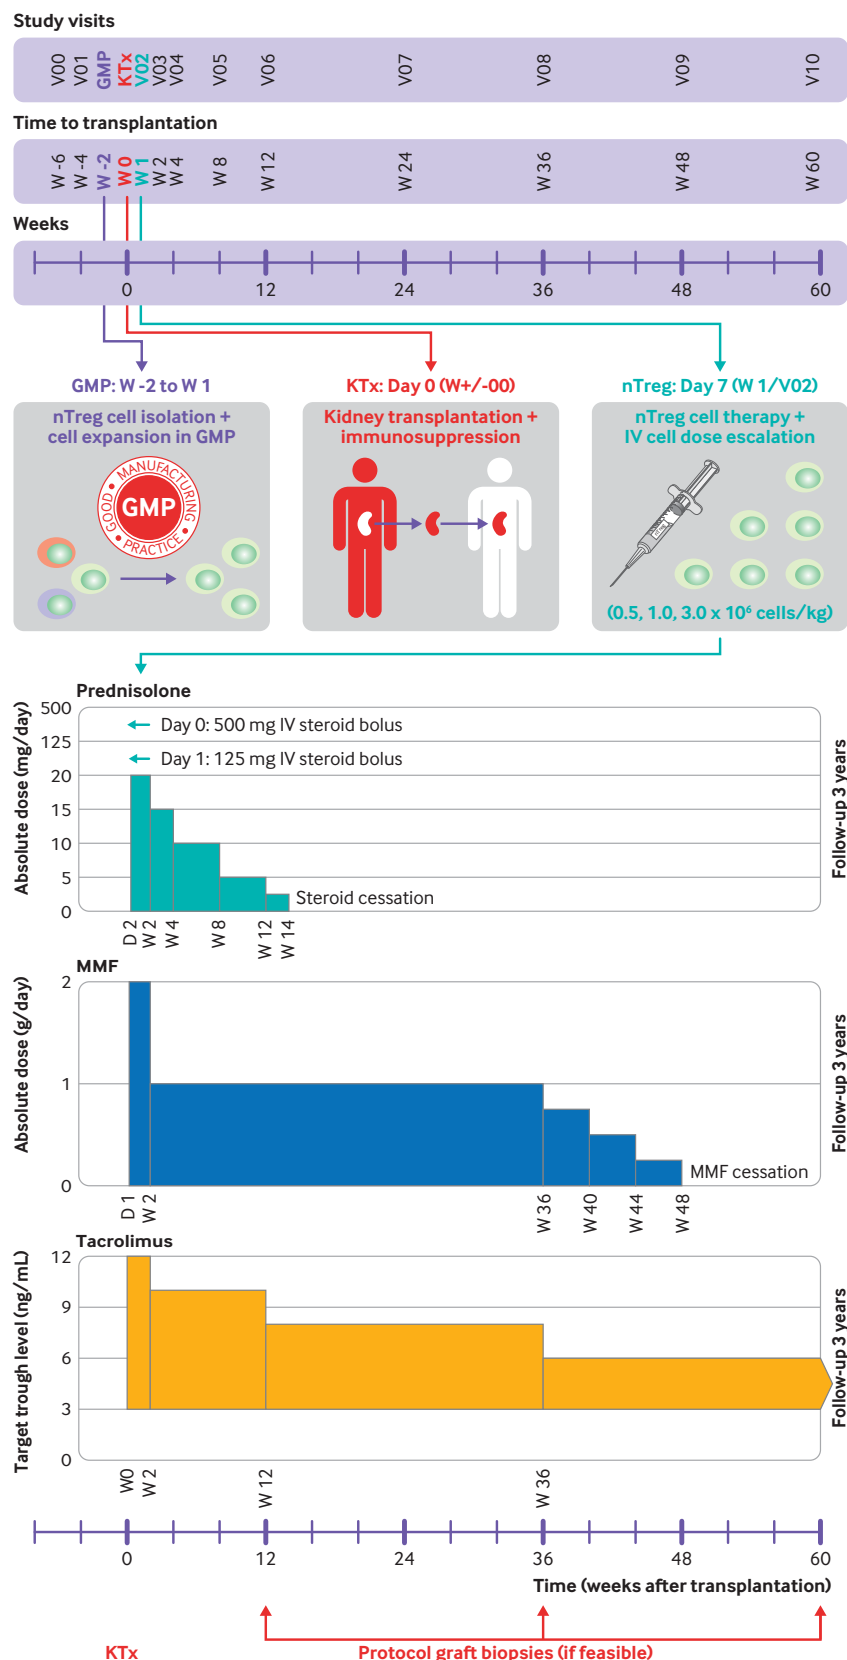 Study visits
V00 V01 GMP KTx V02 V03 V04 V05 V06 V07 V08 V09 V10
Time to transplantation
W -6 W -4 W -2 W 0 W 1 W 2 W 4 W 8 W 12 W 24 W 36 W 48 W 60
Weeks
0 12 24 36 48 60
GMP: W -2 to W 1
nTreg cell isolation +
cell expansion in GMP
GOOD • MANUFACTURING • PRACTICE •
GMP
KTx: Day 0 (W+/-00)
Kidney transplantation +
immunosuppression
nTreg: Day 7 (W 1/V02)
nTreg cell therapy +
IV cell dose escalation
(0.5, 1.0, 3.0 x 10⁶ cells/kg)
Prednisolone
Absolute dose (mg/day)
500
125
20
15
10
5
0
Day 0: 500 mg IV steroid bolus
Day 1: 125 mg IV steroid bolus
Steroid cessation
D 2 W 2 W 4 W 8 W 12 W 14
Follow-up 3 years
MMF
Absolute dose (g/day)
2
1
0
MMF cessation
D 1 W 2 W 36 W 40 W 44 W 48
Follow-up 3 years
Tacrolimus
Target trough level (ng/mL)
12
9
6
3
0
W0 W 2 W 12 W 36
Follow-up 3 years
0 12 24 36 48 60
Time (weeks after transplantation)
KTx
Protocol graft biopsies (if feasible)